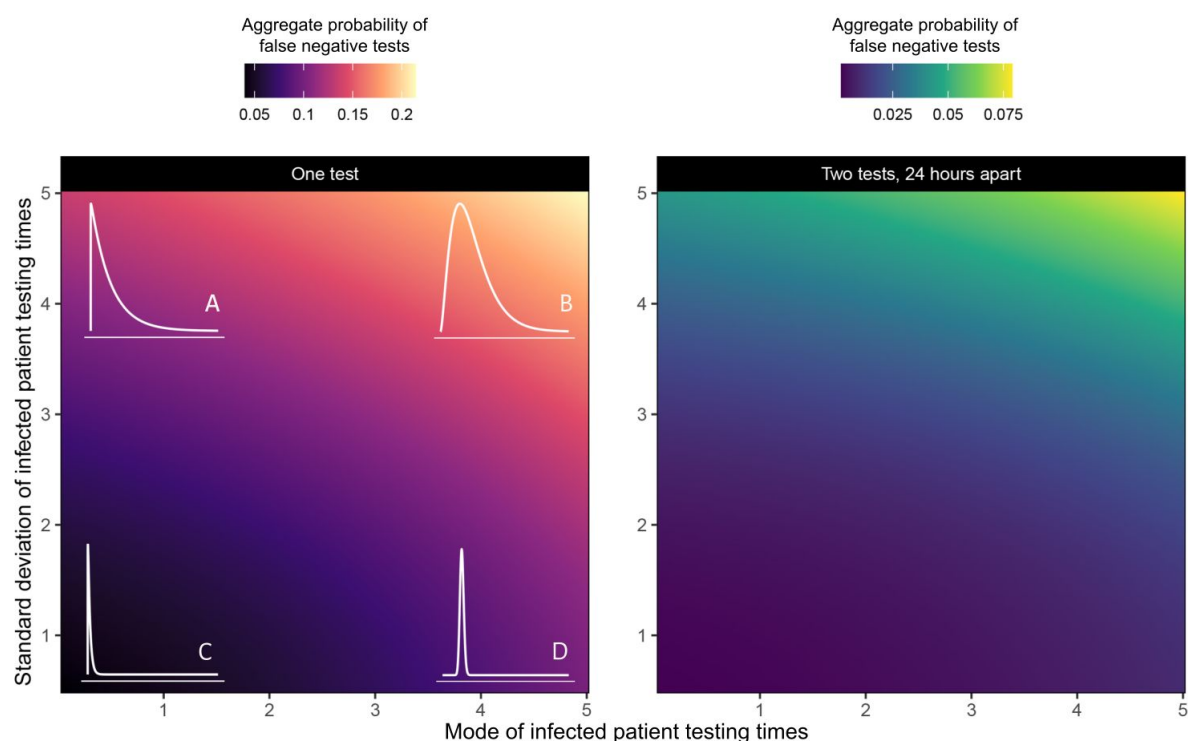 Aggregate probability of
false negative tests
0.05 0.1 0.15 0.2
Aggregate probability of
false negative tests
0.025 0.05 0.075
One test
Two tests, 24 hours apart
Standard deviation of infected patient testing times
5
4
3
2
1
A
B
C
D
1 2 3 4 5
5
4
3
2
1
1 2 3 4 5
Mode of infected patient testing times